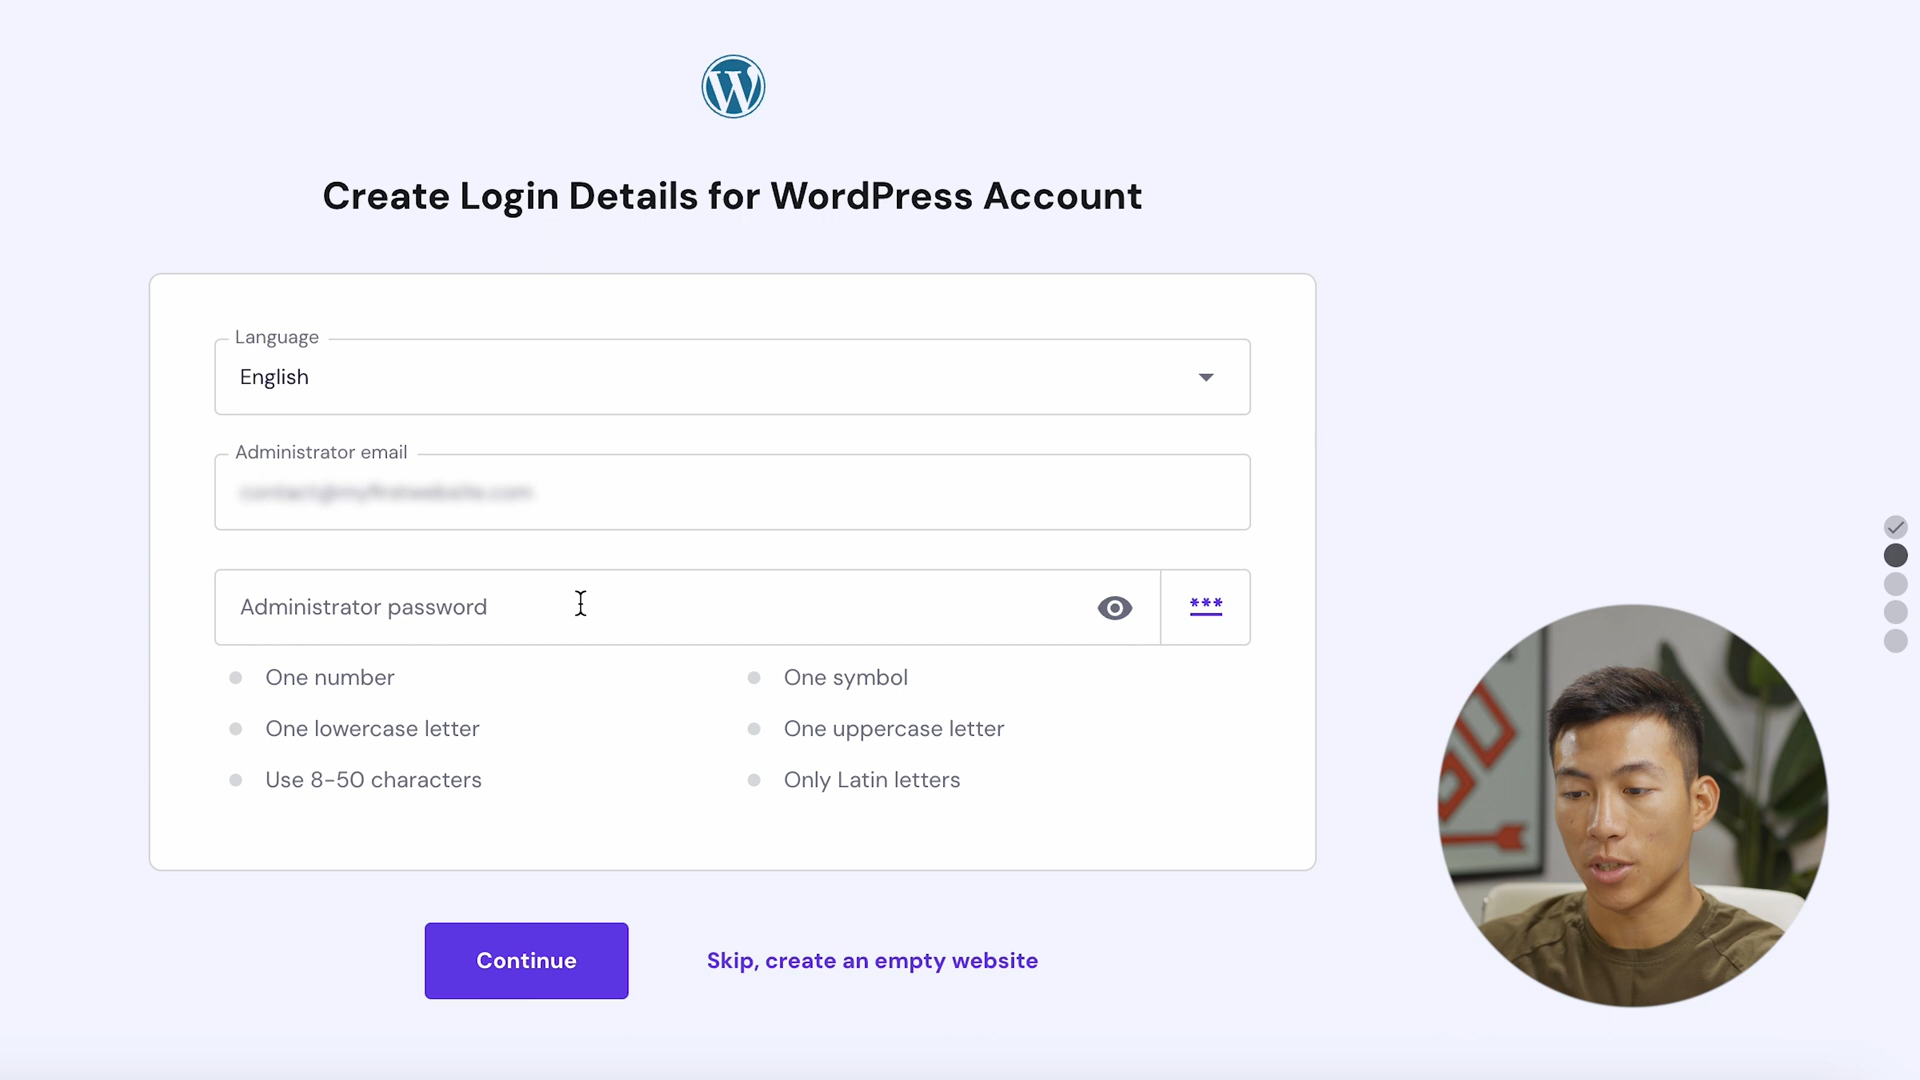 Create Login Details for WordPress Account
Language
English
Administrator email
Administrator password
***
One number
One symbol
One lowercase letter
One uppercase letter
Use 8-50 characters
Only Latin letters
Continue
Skip, create an empty website